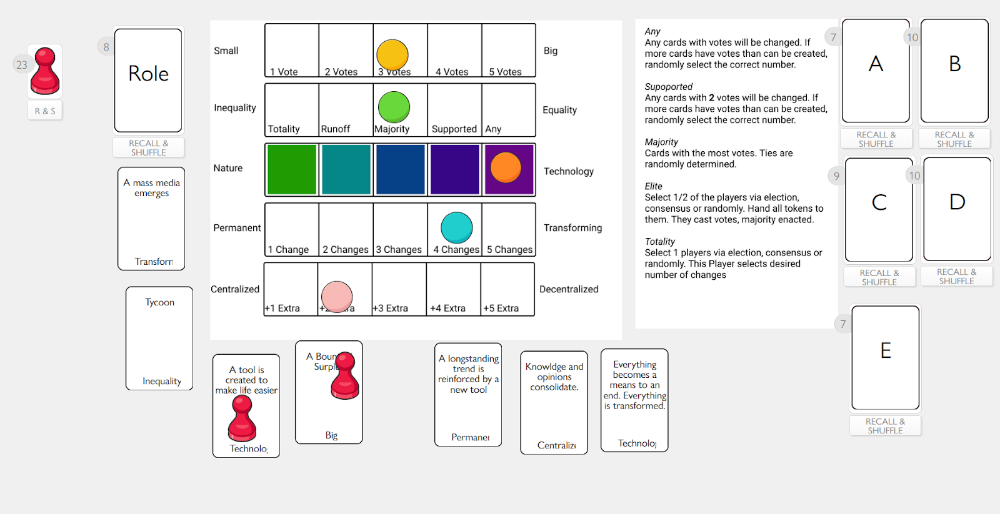 23
R & S
8
Role
RECALL &
SHUFFLE
A mass media
emerges
Transforn
Tycoon
Inequality
Small
1 Vote
2 Votes
3 Votes
4 Votes
5 Votes
Big
Inequality
Totality
Runoff
Majority
Supported
Any
Equality
Nature
Technology
Permanent
1 Change
2 Changes
3 Changes
4 Changes
5 Changes
Transforming
Centralized
+1 Extra
+3 Extra
+4 Extra
+5 Extra
Decentralized
A tool is
created to
make life easier
Technolo
A
Big
A longstanding
trend is
reinforced by a
new tool
Permane
Knowldge and
opinions
consolidate.
Centralize
Everything
becomes a
means to an
end. Everything
is transformed.
Technolo
Any
Any cards with votes will be changed. If
more cards have votes than can be created,
randomly select the correct number.
Supoported
Any cards with 2 votes will be changed. If
more cards have votes than can be created,
randomly select the correct number.
Majority
Cards with the most votes. Ties are
randomly determined.
Elite
Select 1/2 of the players via election,
consensus or randomly. Hand all tokens to
them. They cast votes, majority enacted.
Totality
Select 1 players via election, consensus or
randomly. This Player selects desired
number of changes
7
A
RECALL &
SHUFFLE
10
B
RECALL &
SHUFFLE
9
C
RECALL &
SHUFFLE
10
D
RECALL &
SHUFFLE
7
E
RECALL &
SHUFFLE